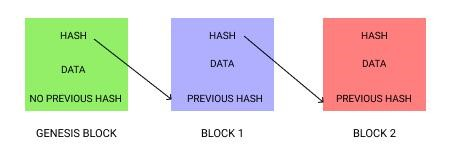 HASH
DATA
NO PREVIOUS HASH
GENESIS BLOCK
HASH
DATA
PREVIOUS HASH
BLOCK 1
HASH
DATA
PREVIOUS HASH
BLOCK 2